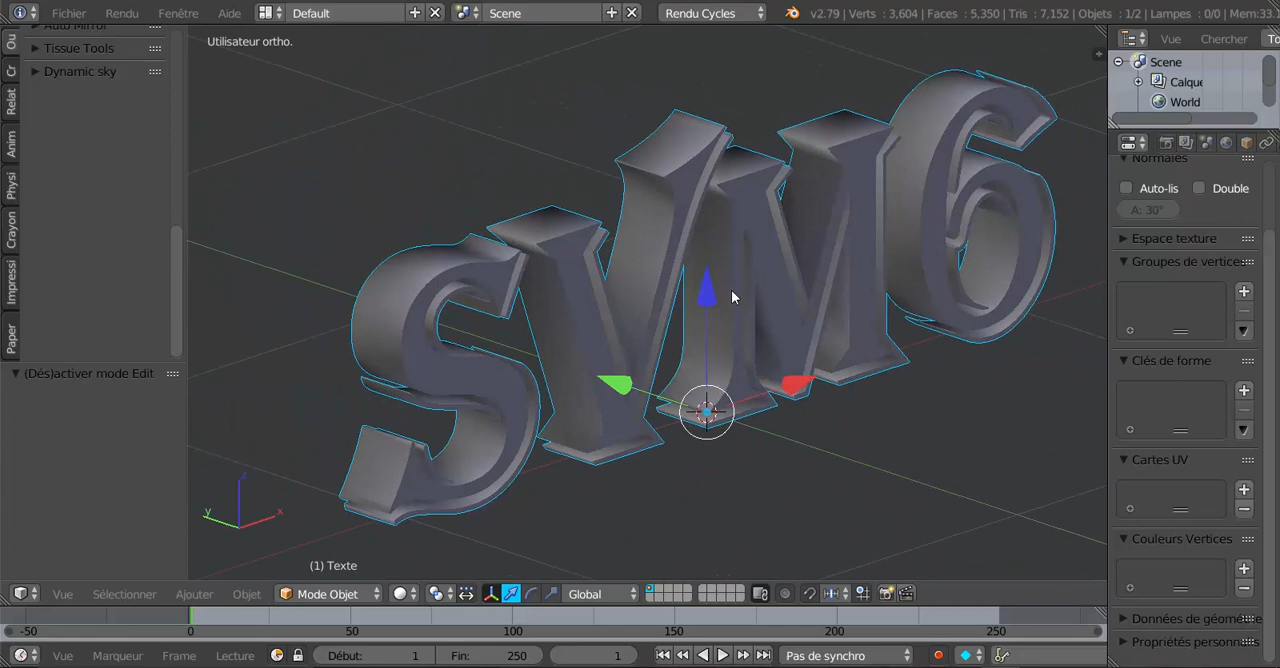 Fichier Rendu Fenêtre Aide Default Scene Rendu Cycles v2.79 | Verts : 3,604 | Faces : 5,350 | Tris : 7,152 | Objets : 1/2 | Lampes : 0/0 | Mem:33.
Utilisateur ortho.
Ou
Cr
Relat
Anim
Physi
Crayon
Impressi
Paper
Auto Mirror
Tissue Tools
Dynamic sky
(Dés)activer mode Edit
SVM6
z
y
x
(1) Texte
Vue Chercher To
Scene
Calque
World
Normales
Auto-lis Double
A: 30°
Espace texture
Groupes de vertice
Clés de forme
Cartes UV
Couleurs Vertices
Données de géométrie
Propriétés personns
Vue Sélectionner Ajouter Objet Mode Objet Global
-50 0 50 100 150 200 250
Vue Marqueur Frame Lecture Début: 1 Fin: 250 1 Pas de synchro